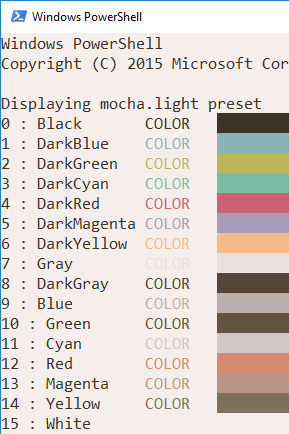 Windows PowerShell
Windows PowerShell
Copyright (C) 2015 Microsoft Cor
Displaying mocha.light preset
0 : Black COLOR
1 : DarkBlue COLOR
2 : DarkGreen COLOR
3 : DarkCyan COLOR
4 : DarkRed COLOR
5 : DarkMagenta COLOR
6 : DarkYellow COLOR
7 : Gray COLOR
8 : DarkGray COLOR
9 : Blue COLOR
10 : Green COLOR
11 : Cyan COLOR
12 : Red COLOR
13 : Magenta COLOR
14 : Yellow COLOR
15 : White